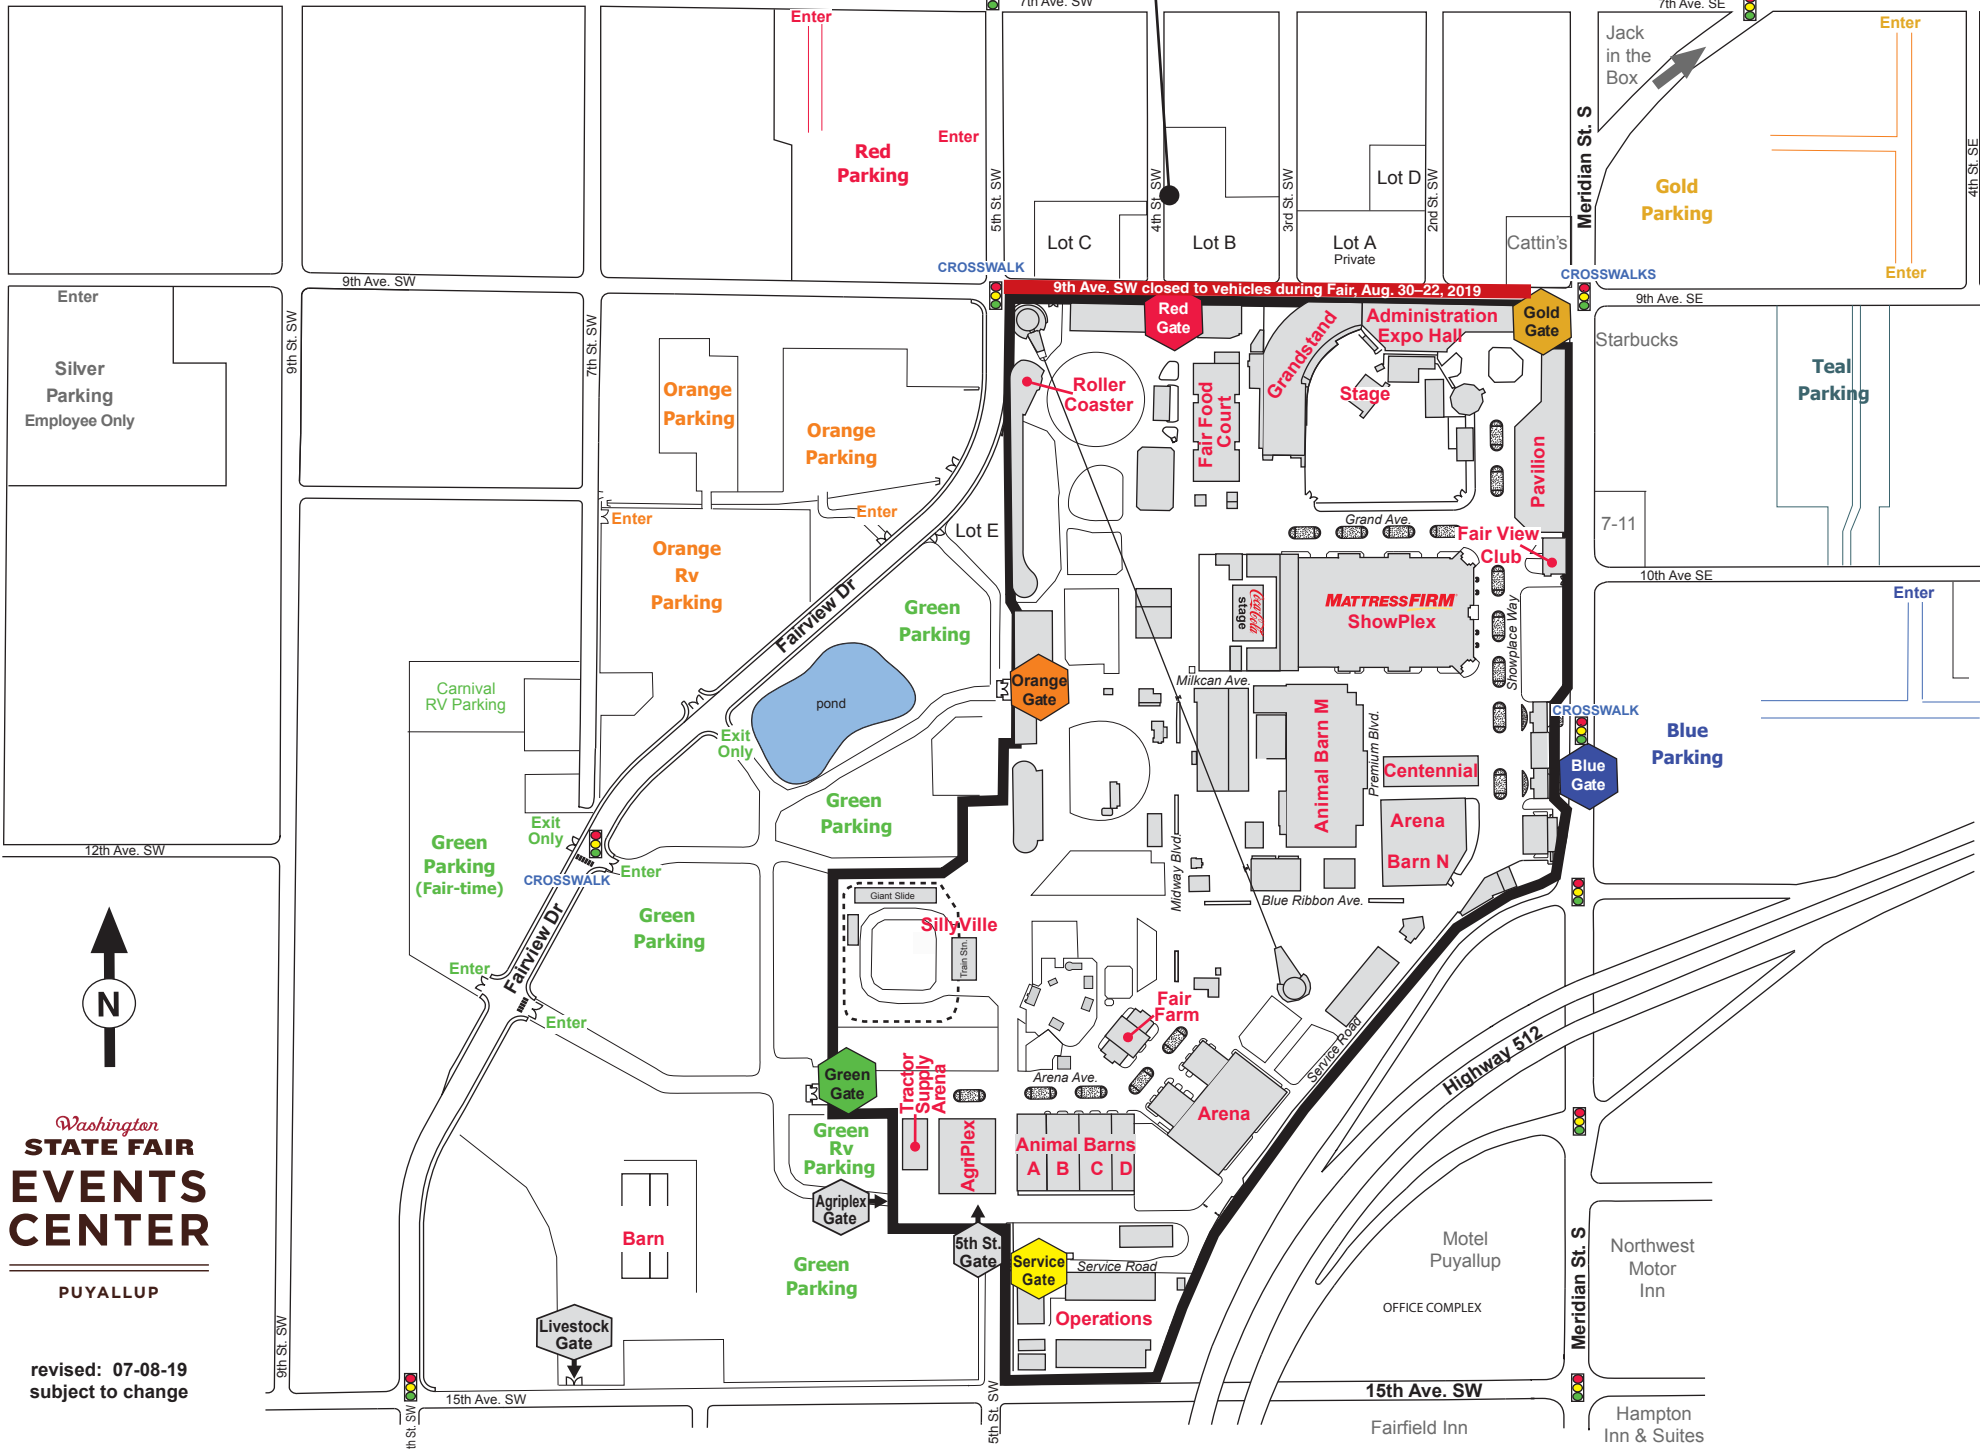 7th Ave. SW
7th Ave. SE
Enter
Enter
Red
Parking
5th St. SW
4th St. SW
3rd St. SW
2nd St. SW
Lot C
Lot B
Lot A
Private
Lot D
Cattin's
Meridian St. S
Jack
in the
Box
Enter
Gold
Parking
Enter
4th St. SE
CROSSWALK
CROSSWALKS
9th Ave. SW
9th Ave. SW closed to vehicles during Fair, Aug. 30–22, 2019
9th Ave. SE
Enter
Silver
Parking
Employee Only
9th St. SW
7th St. SW
Orange
Parking
Orange
Parking
Enter
Enter
Orange
Rv
Parking
Lot E
Fairview Dr
Green
Parking
pond
Red
Gate
Gold
Gate
Administration
Expo Hall
Grandstand
Stage
Roller
Coaster
Fair Food
Court
Pavilion
Starbucks
Teal
Parking
7-11
Grand Ave.
Fair View
Club
10th Ave SE
Enter
Coca-Cola
stage
MATTRESSFIRM
ShowPlex
Showplace Way
Orange
Gate
Milkcan Ave.
Animal Barn M
Premium Blvd.
Centennial
Arena
Barn N
CROSSWALK
Blue
Gate
Blue
Parking
Carnival
RV Parking
Exit
Only
Green
Parking
Exit
Only
Green
Parking
(Fair-time)
12th Ave. SW
CROSSWALK
Enter
Green
Parking
Enter
Fairview Dr
Enter
Midway Blvd.
Blue Ribbon Ave.
Giant Slide
SillyVille
Train Stn.
Fair
Farm
Service Road
Highway 512
N
Green
Gate
Tractor
Supply
Arena
Arena Ave.
Arena
AgriPlex
Animal Barns
A B C D
Green
Rv
Parking
Agriplex
Gate
5th St.
Gate
Service
Gate
Service Road
Operations
Barn
Green
Parking
Livestock
Gate
Washington
STATE FAIR
EVENTS
CENTER
PUYALLUP
revised: 07-08-19
subject to change
9th St. SW
15th Ave. SW
th St. SW
5th St. SW
15th Ave. SW
Motel
Puyallup
OFFICE COMPLEX
Meridian St. S
Northwest
Motor
Inn
Fairfield Inn
Hampton
Inn & Suites